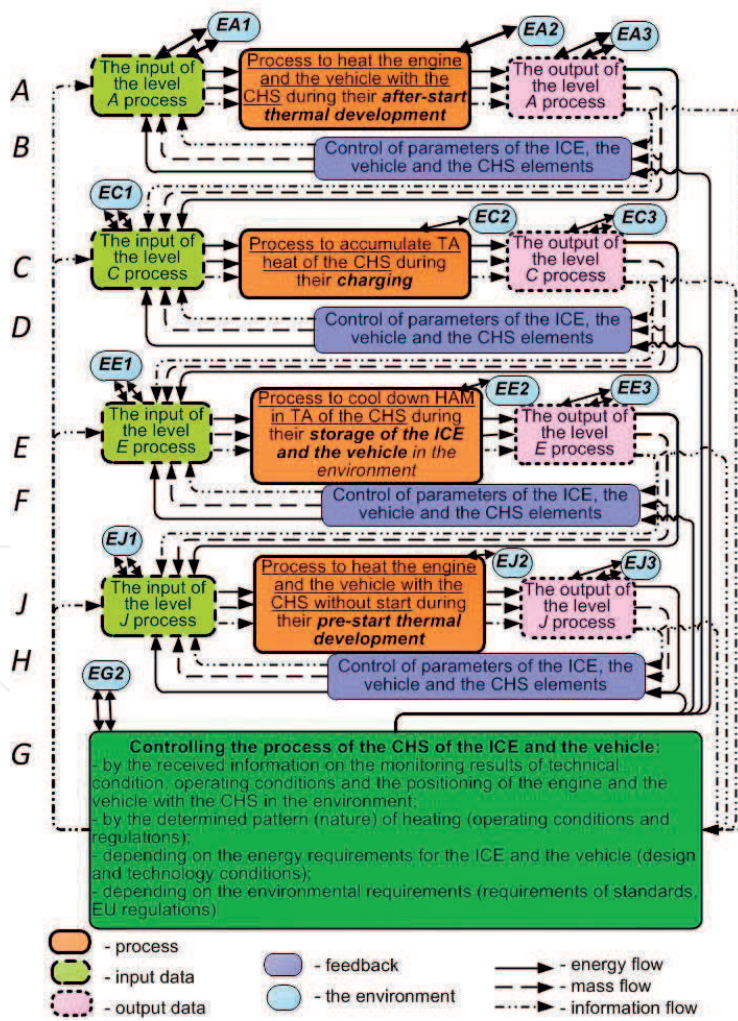 EA1
EA2
EA3
A
The input of
the level
A process
Process to heat the engine
and the vehicle with the
CHS during their after-start
thermal development
The output of
the level
A process
B
Control of parameters of the ICE, the
vehicle and the CHS elements
EC1
EC2
EC3
C
The input of
the level
C process
Process to accumulate TA
heat of the CHS during
their charging
The output of
the level
C process
D
Control of parameters of the ICE, the
vehicle and the CHS elements
EE1
EE2
EE3
E
The input of
the level
E process
Process to cool down HAM
in TA of the CHS during
their storage of the ICE
and the vehicle in the
environment
The output of
the level
E process
F
Control of parameters of the ICE, the
vehicle and the CHS elements
EJ1
EJ2
EJ3
J
The input of
the level
J process
Process to heat the engine
and the vehicle with the
CHS without start during
their pre-start thermal
development
The output of
the level
J process
H
Control of parameters of the ICE, the
vehicle and the CHS elements
EG2
G
Controlling the process of the CHS of the ICE and the vehicle:
- by the received information on the monitoring results of technical
condition, operating conditions and the positioning of the engine and the
vehicle with the CHS in the environment;
- by the determined pattern (nature) of heating (operating conditions and
regulations);
- depending on the energy requirements for the ICE and the vehicle (design
and technology conditions);
- depending on the environmental requirements (requirements of standards,
EU regulations)
- process
- input data
- output data
- feedback
- the environment
- energy flow
- mass flow
- information flow